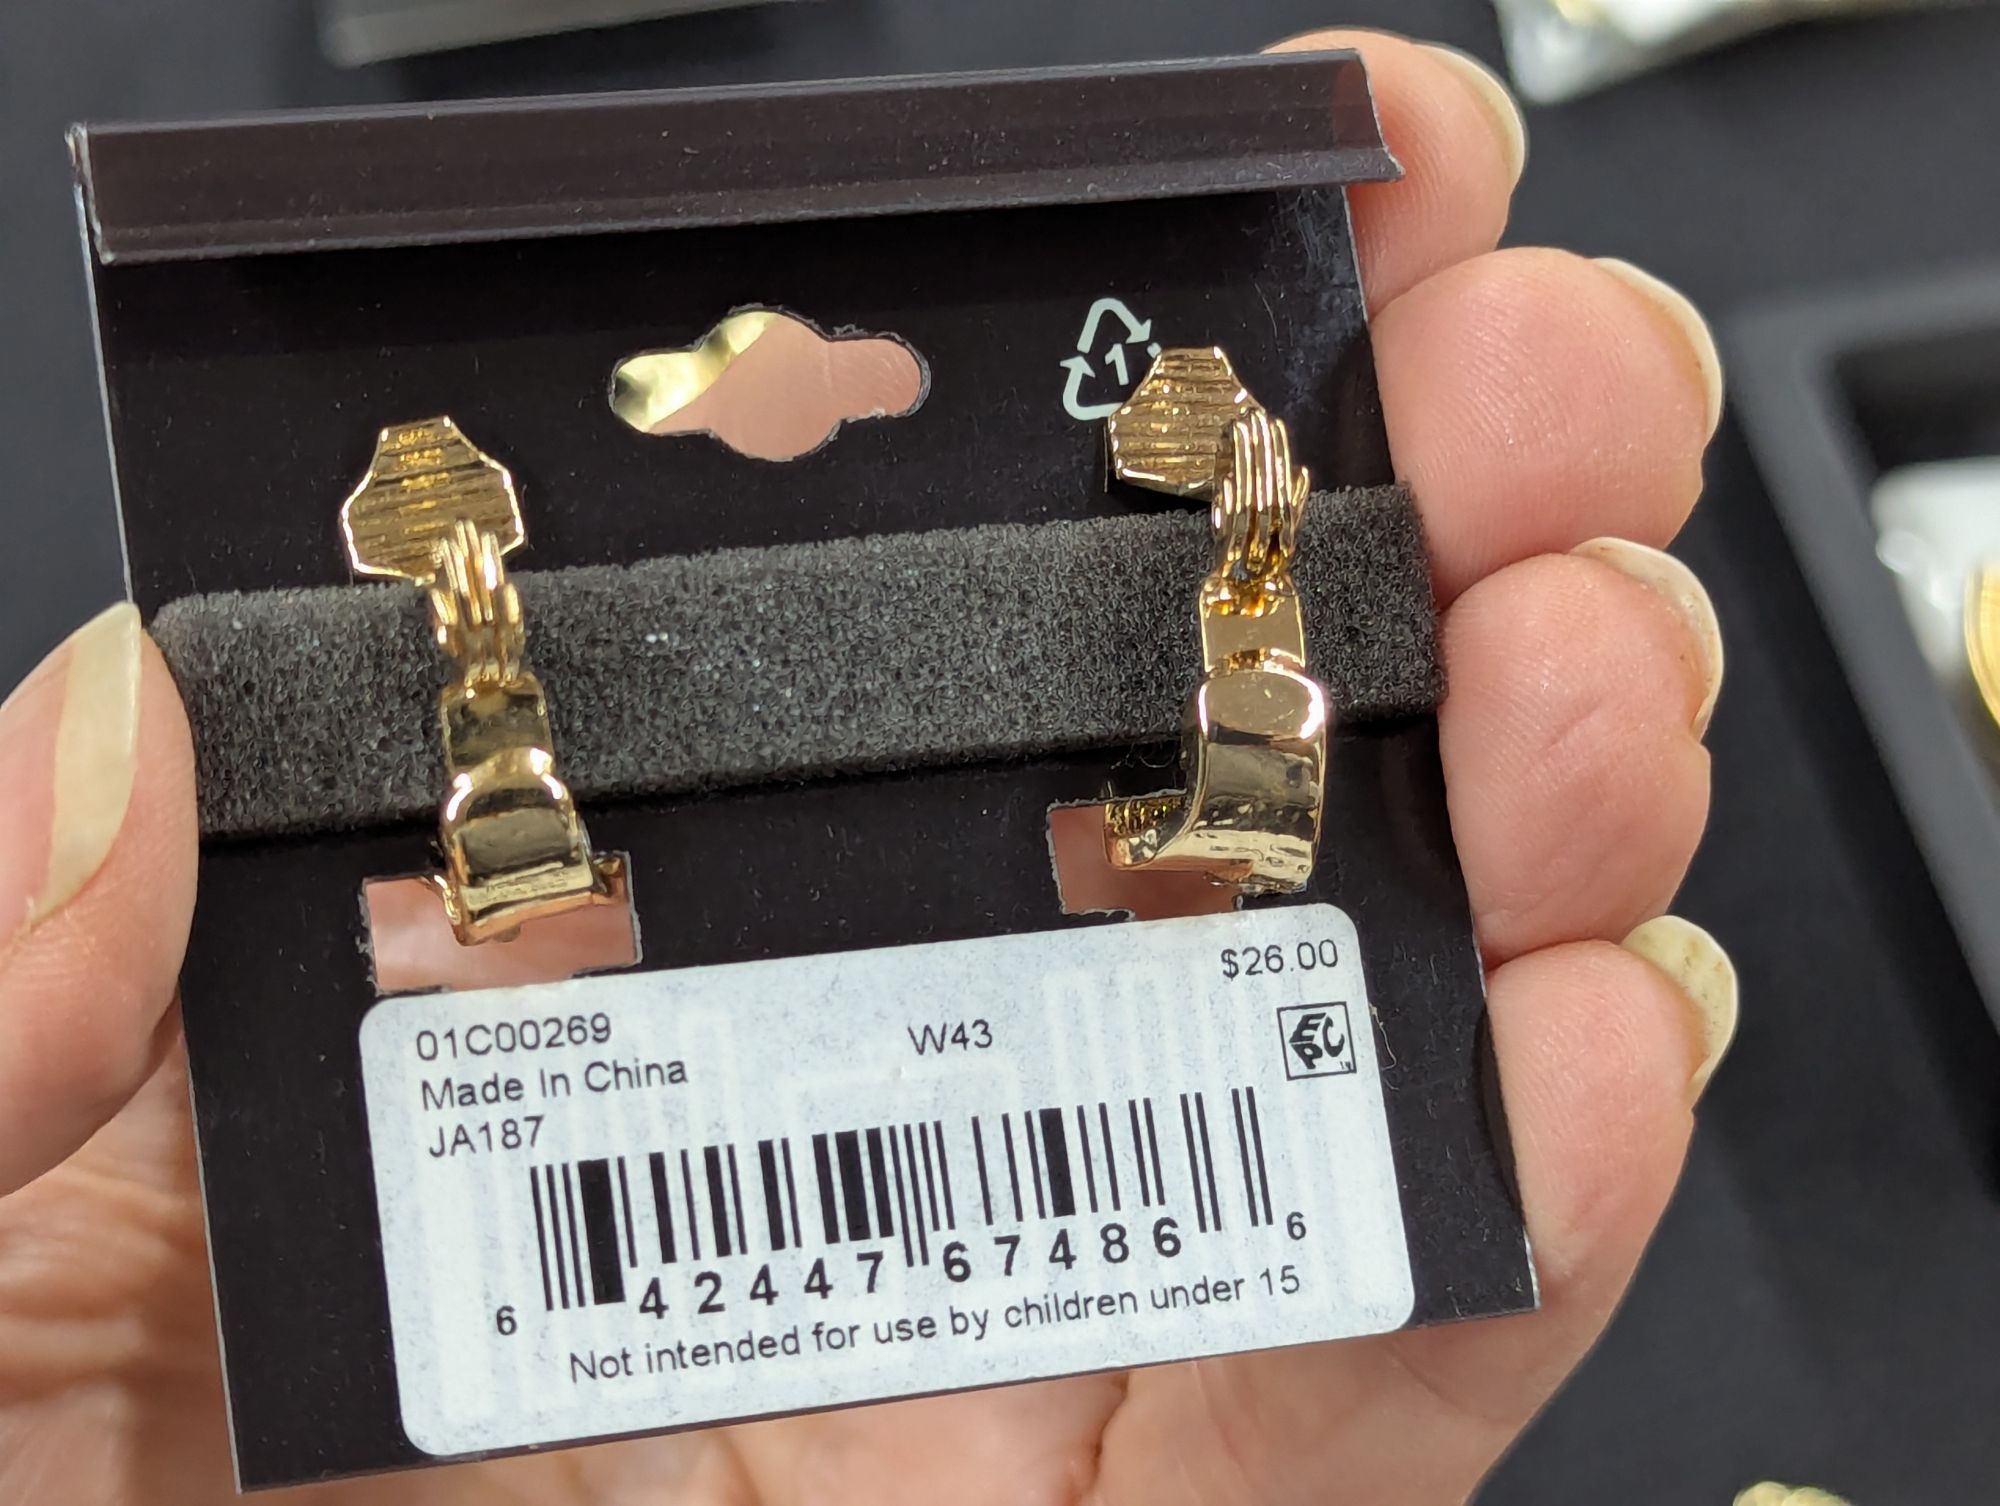 1
$26.00
01C00269 W43
EPC
Made In China
JA187
6 42447 67486 6
Not intended for use by children under 15